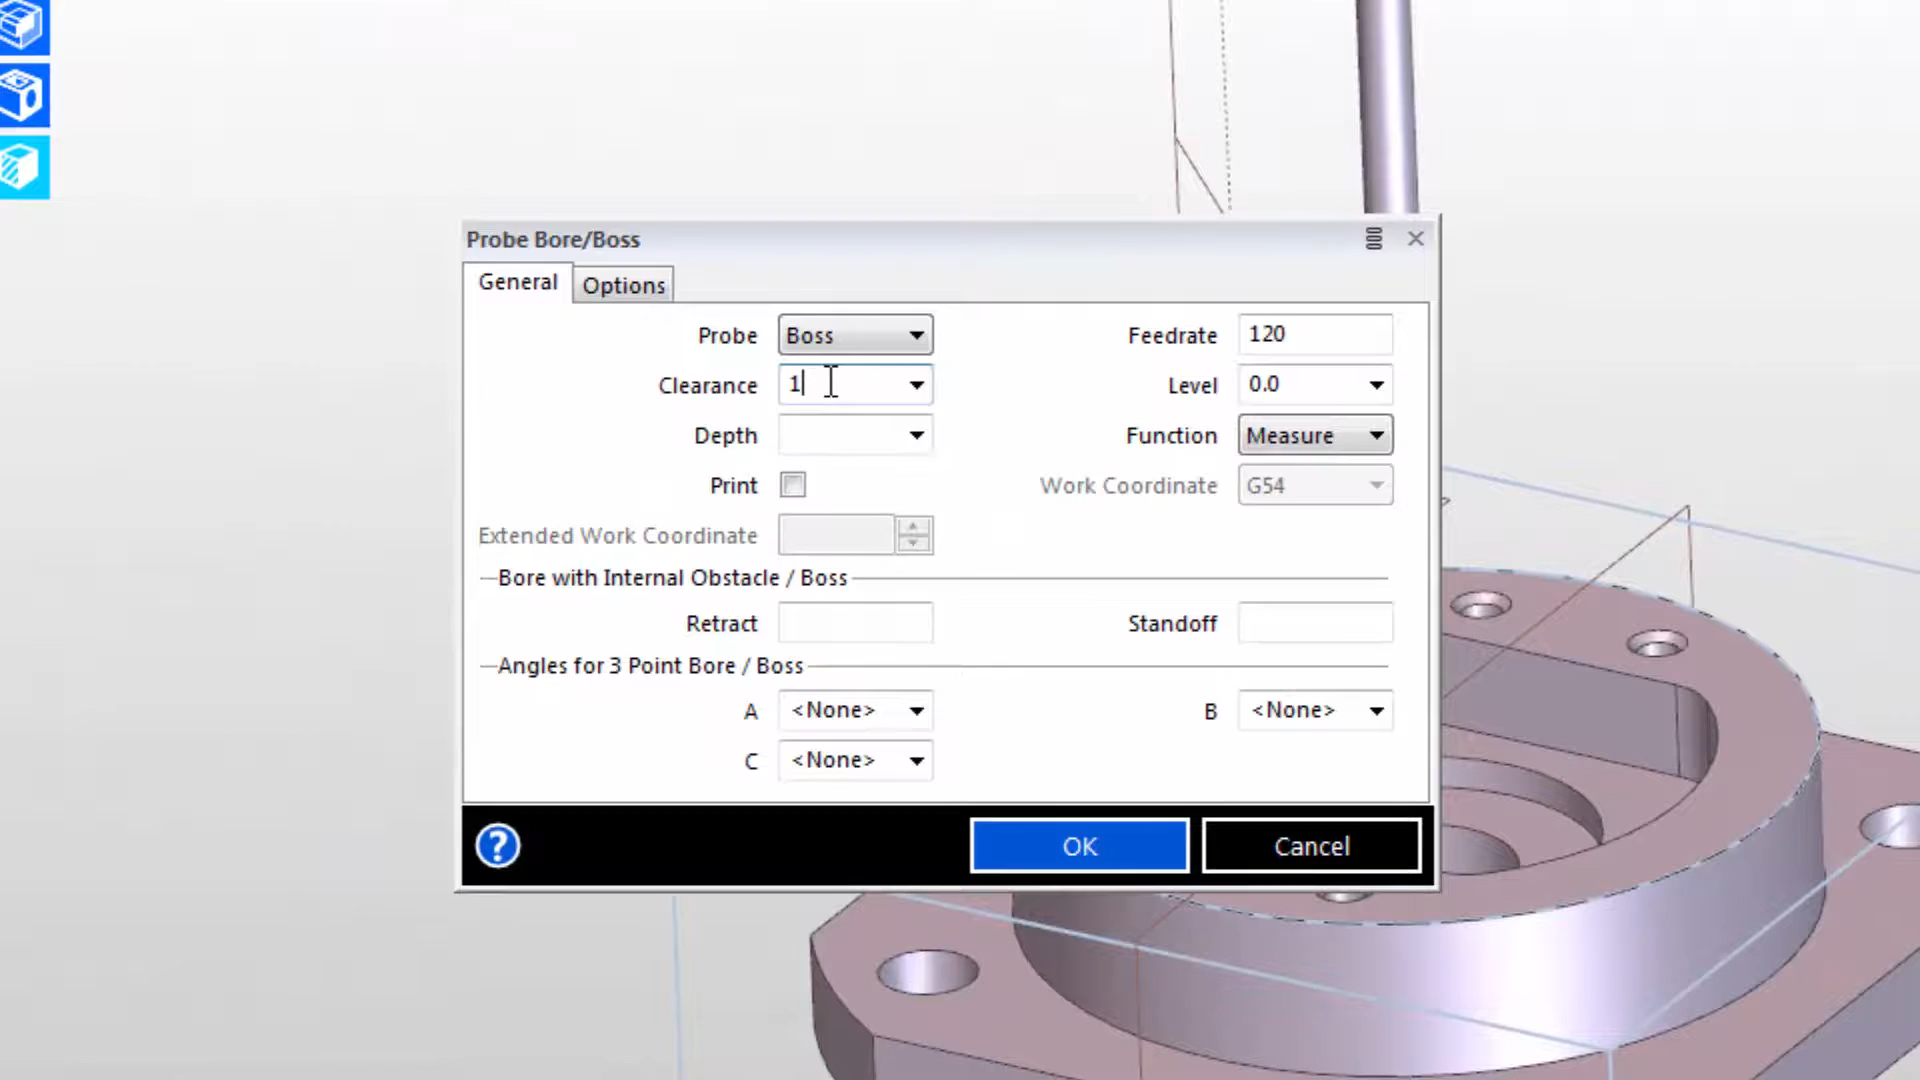 Probe Bore/Boss
General Options
Probe Boss Feedrate 120
Clearance 1 Level 0.0
Depth Function Measure
Print Work Coordinate G54
Extended Work Coordinate
Bore with Internal Obstacle / Boss
Retract Standoff
Angles for 3 Point Bore / Boss
A <None> B <None>
C <None>
? OK Cancel